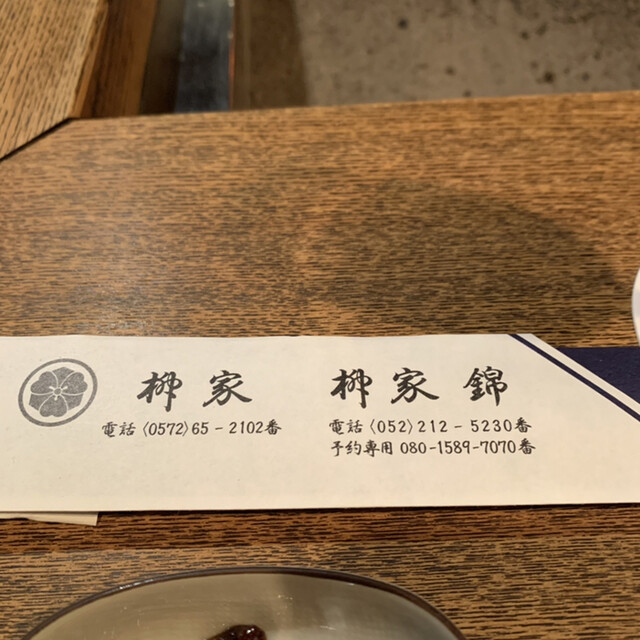 柳家
電話〈0572〉65-2102番
柳家 錦
電話〈052〉212-5230番
予約専用 080-1589-7070番